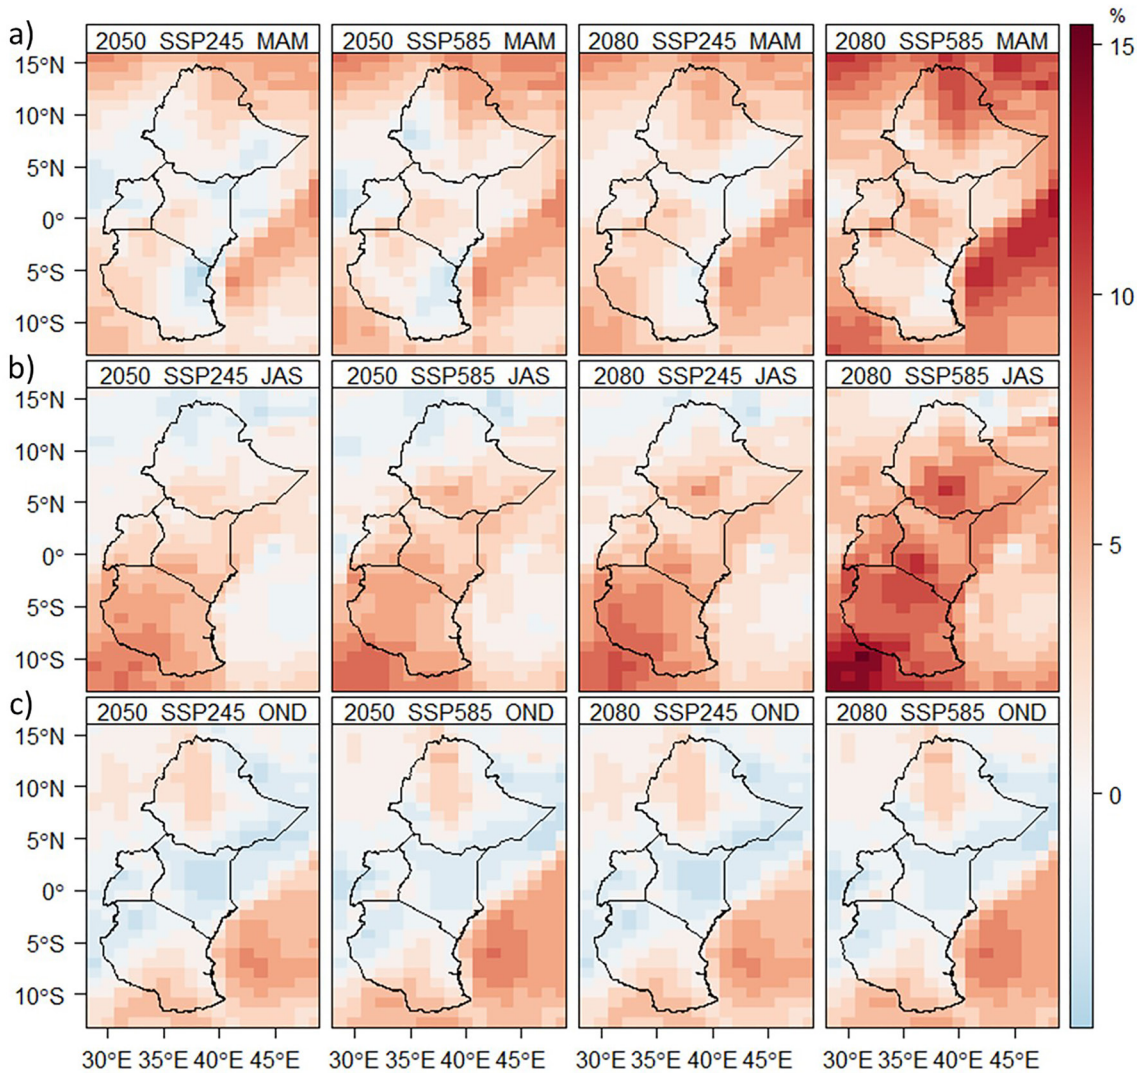 %
a)
2050 SSP245 MAM
2050 SSP585 MAM
2080 SSP245 MAM
2080 SSP585 MAM
15°N
10°N
5°N
0°
5°S
10°S
15
10
5
0
b)
2050 SSP245 JAS
2050 SSP585 JAS
2080 SSP245 JAS
2080 SSP585 JAS
15°N
10°N
5°N
0°
5°S
10°S
c)
2050 SSP245 OND
2050 SSP585 OND
2080 SSP245 OND
2080 SSP585 OND
15°N
10°N
5°N
0°
5°S
10°S
30°E 35°E 40°E 45°E
30°E 35°E 40°E 45°E
30°E 35°E 40°E 45°E
30°E 35°E 40°E 45°E